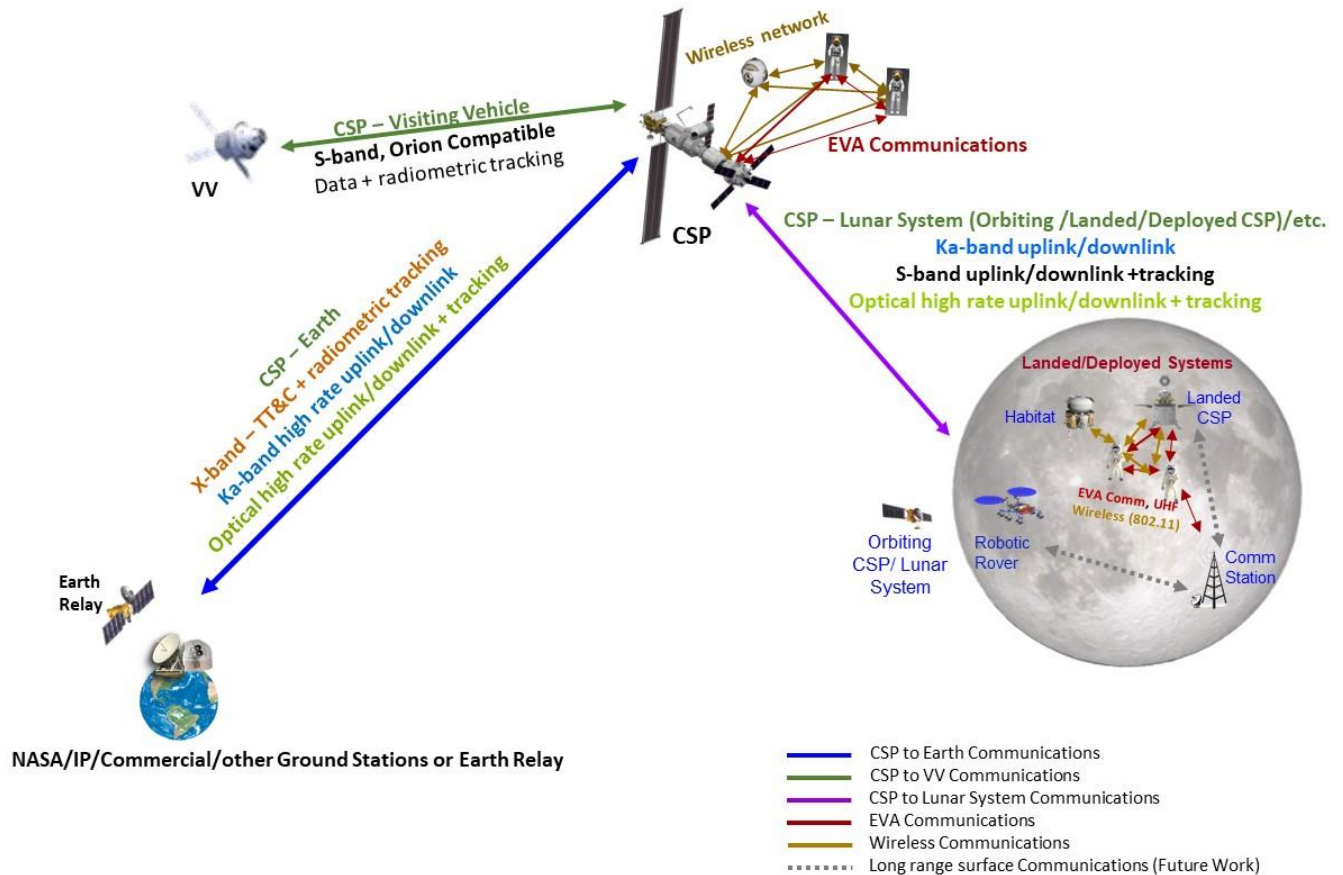 Wireless network
CSP – Visiting Vehicle
S-band, Orion Compatible
Data + radiometric tracking
VV
EVA Communications
CSP
CSP – Lunar System (Orbiting /Landed/Deployed CSP)/etc.
Ka-band uplink/downlink
S-band uplink/downlink +tracking
Optical high rate uplink/downlink + tracking
CSP – Earth
X-band – TT&C + radiometric tracking
Ka-band high rate uplink/downlink
Optical high rate uplink/downlink + tracking
Landed/Deployed Systems
Habitat
Landed
CSP
EVA Comm, UHF
Wireless (802.11)
Orbiting
CSP/ Lunar
System
Robotic
Rover
Comm
Station
Earth
Relay
8
NASA/IP/Commercial/other Ground Stations or Earth Relay
CSP to Earth Communications
CSP to VV Communications
CSP to Lunar System Communications
EVA Communications
Wireless Communications
Long range surface Communications (Future Work)